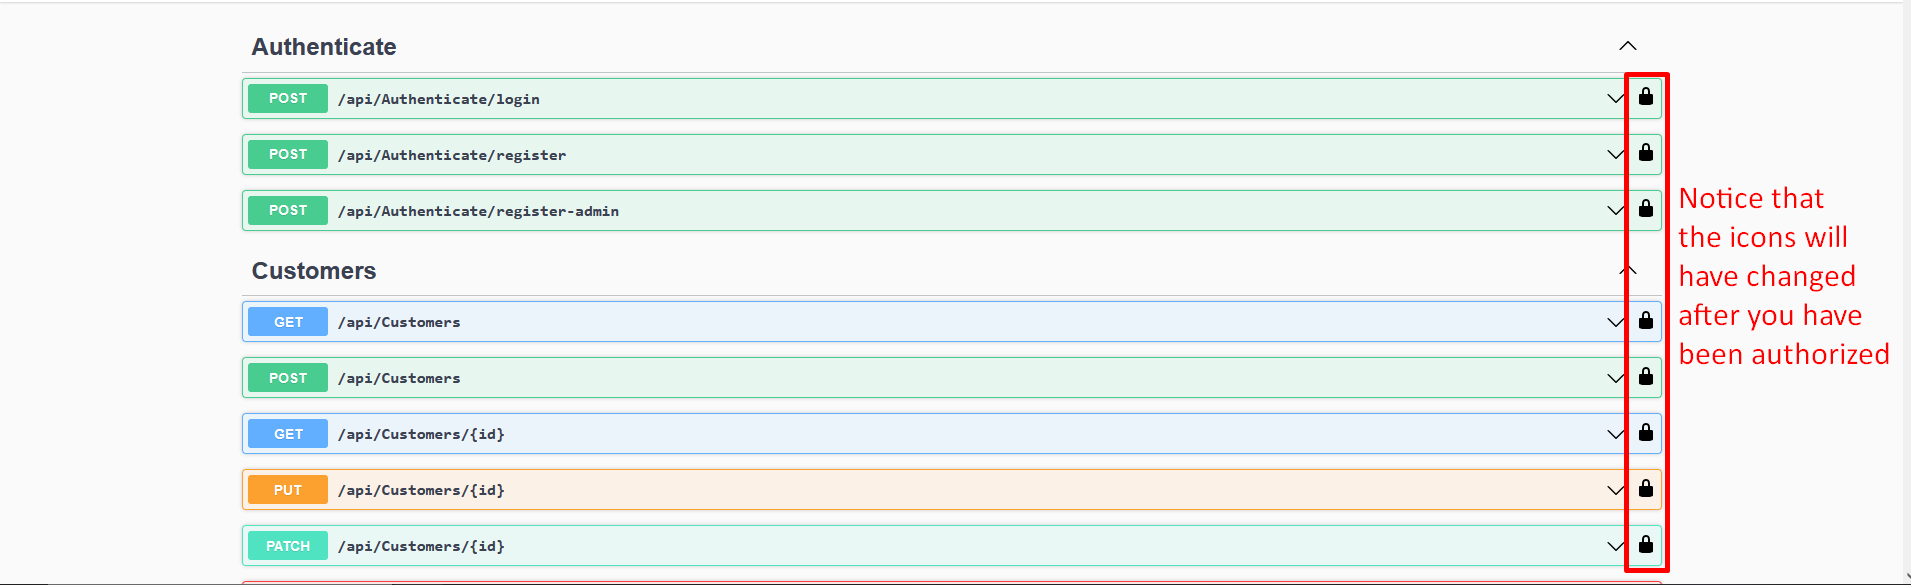 Authenticate
POST /api/Authenticate/login
POST /api/Authenticate/register
POST /api/Authenticate/register-admin
Customers
GET /api/Customers
POST /api/Customers
GET /api/Customers/{id}
PUT /api/Customers/{id}
PATCH /api/Customers/{id}
Notice that
the icons will
have changed
after you have
been authorized